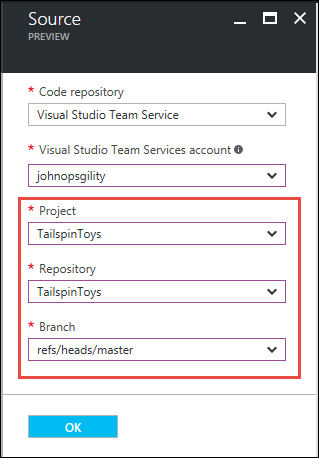 Source
PREVIEW
* Code repository
Visual Studio Team Service
* Visual Studio Team Services account
johnopsgility
* Project
TailspinToys
* Repository
TailspinToys
* Branch
refs/heads/master
OK